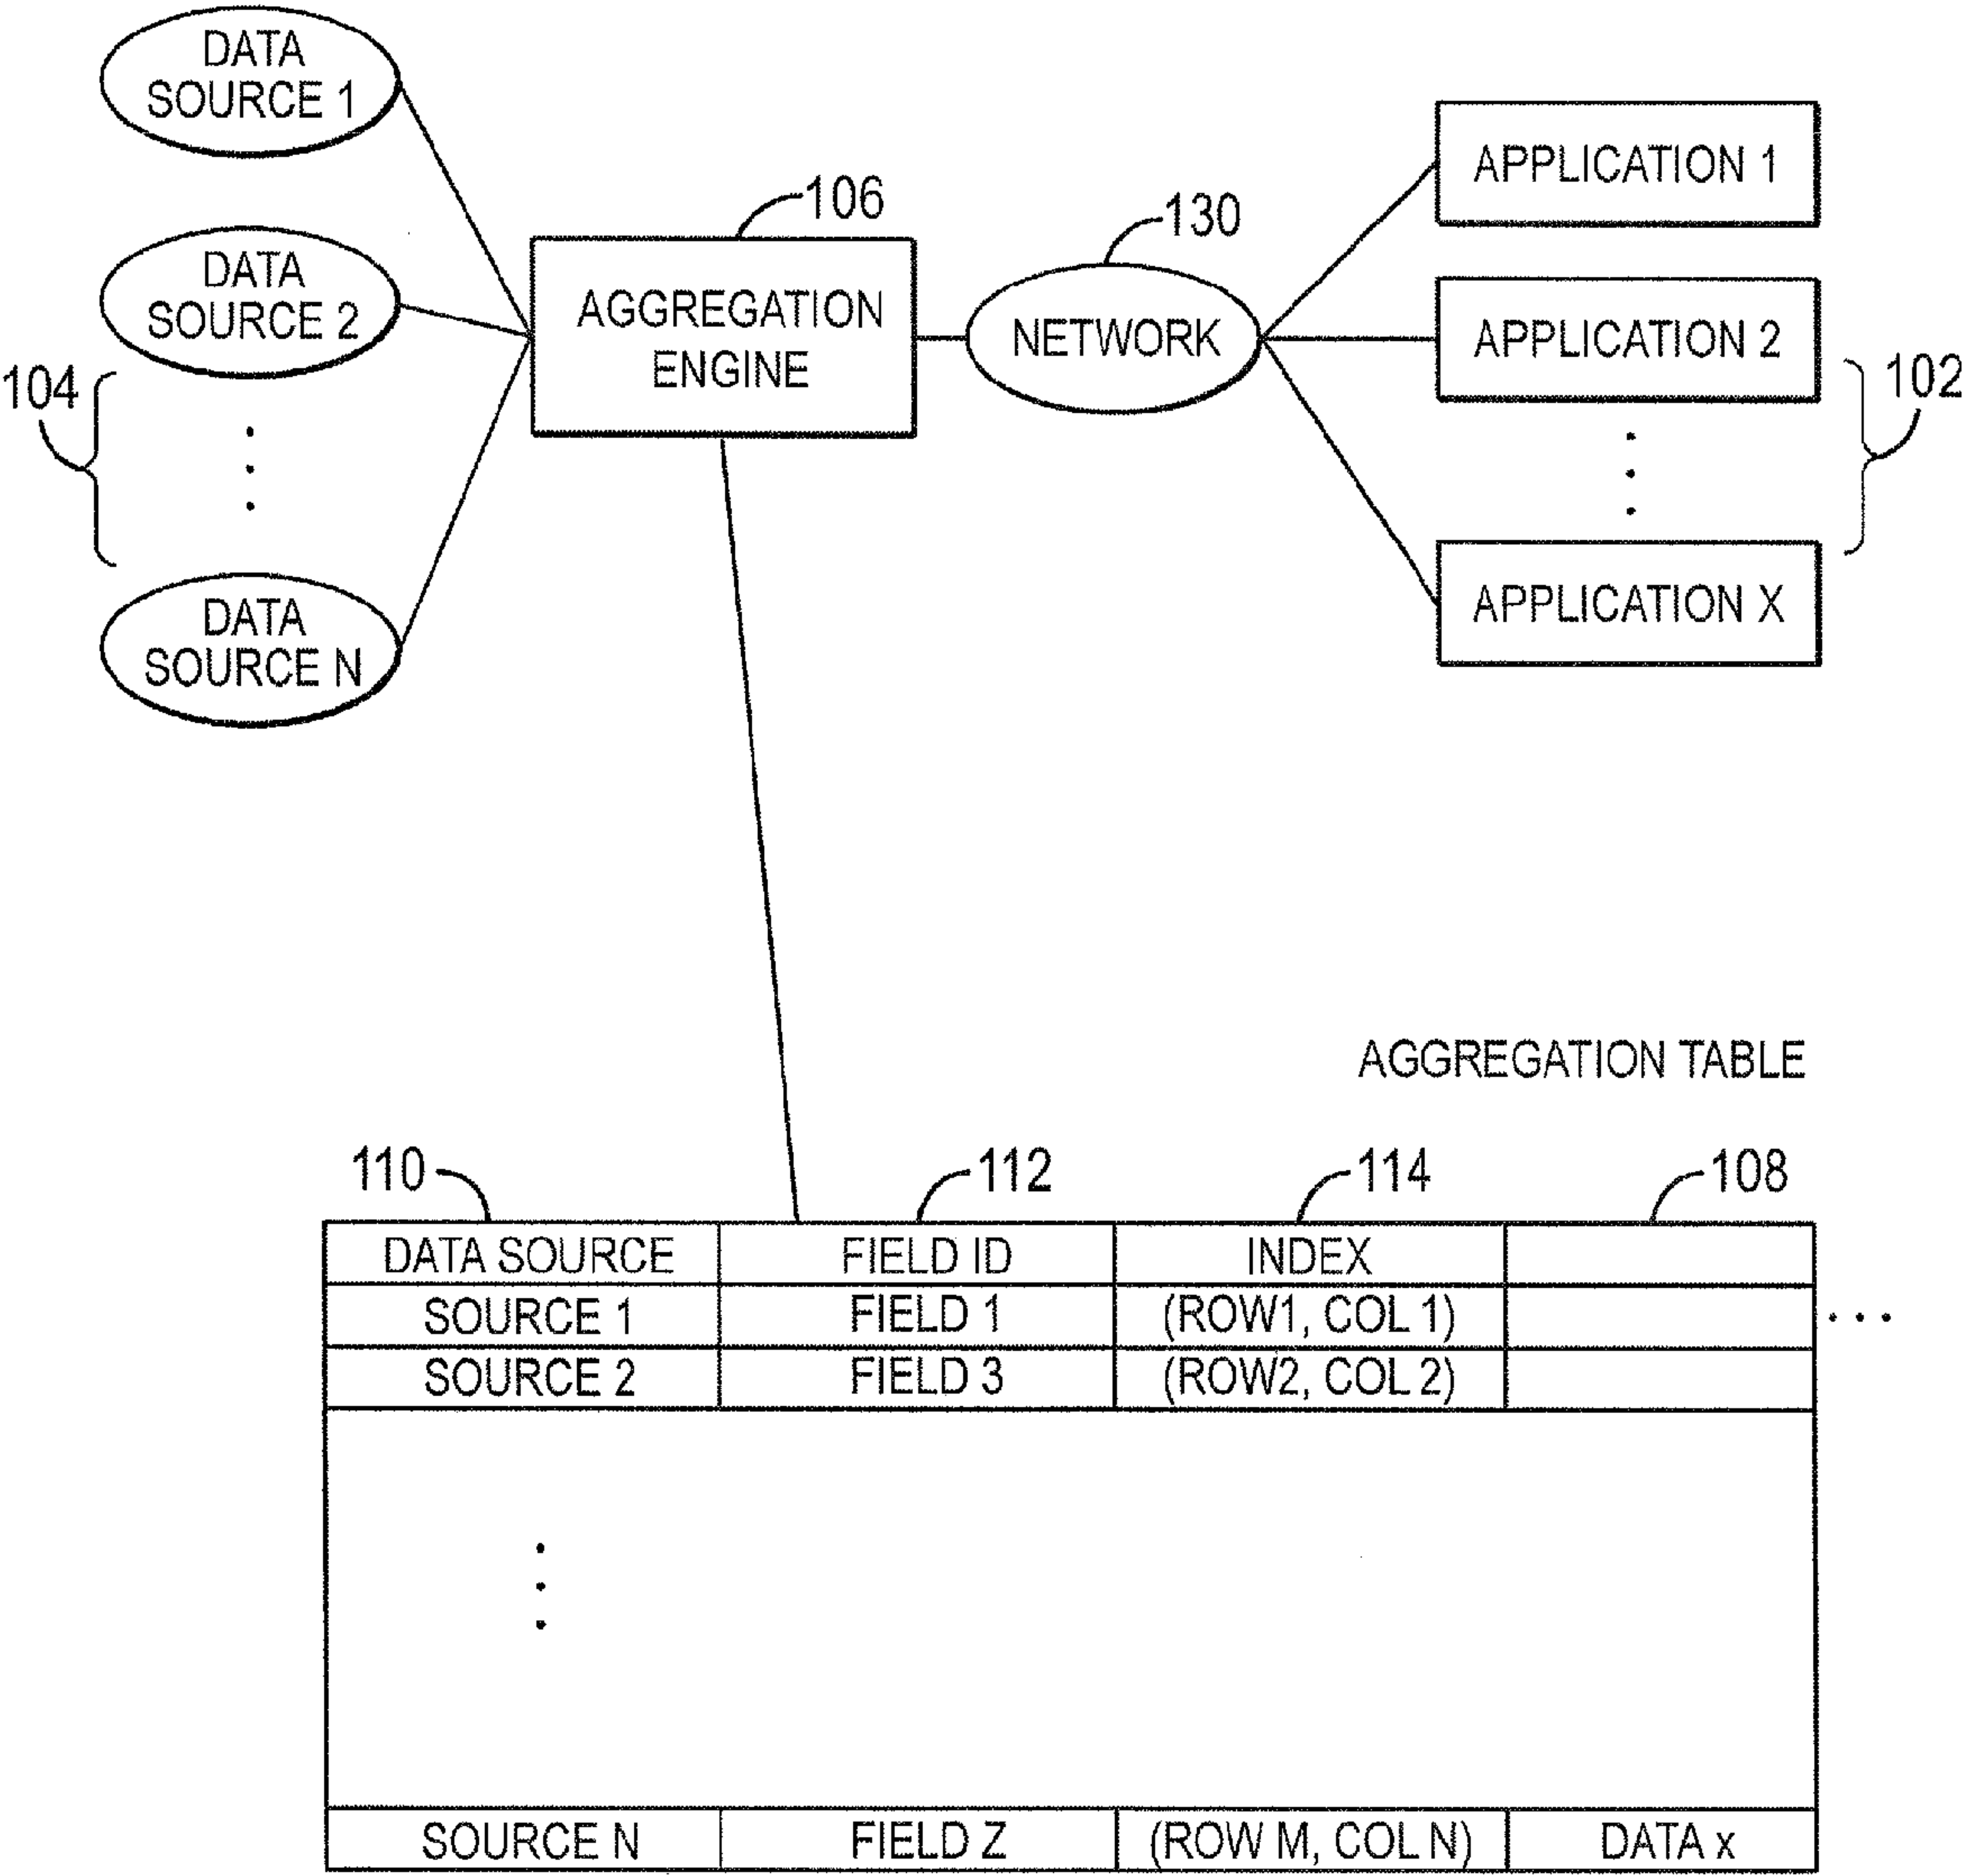 DATA
SOURCE 1
DATA
SOURCE 2
104
DATA
SOURCE N
106
AGGREGATION
ENGINE
130
NETWORK
APPLICATION 1
APPLICATION 2
102
APPLICATION X
AGGREGATION TABLE
110 112 114 108
DATA SOURCE FIELD ID INDEX
SOURCE 1 FIELD 1 (ROW1, COL 1)
SOURCE 2 FIELD 3 (ROW2, COL 2)
SOURCE N FIELD Z (ROW M, COL N) DATA x